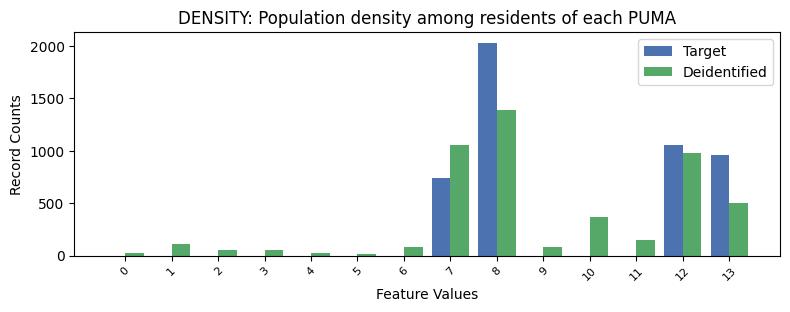 DENSITY: Population density among residents of each PUMA
Target
Deidentified
Record Counts
2000
1500
1000
500
0
0 1 2 3 4 5 6 7 8 9 10 11 12 13
Feature Values